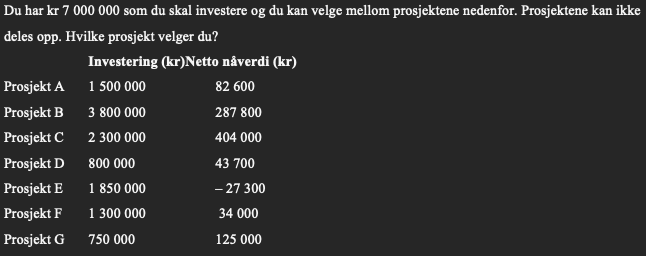 Du har kr 7 000 000 som du skal investere og du kan velge mellom prosjektene nedenfor. Prosjektene kan ikke
deles opp. Hvilke prosjekt velger du?
Investering (kr)Netto nåverdi (kr)
Prosjekt A 1 500 000 82 600
Prosjekt B 3 800 000 287 800
Prosjekt C 2 300 000 404 000
Prosjekt D 800 000 43 700
Prosjekt E 1 850 000 – 27 300
Prosjekt F 1 300 000 34 000
Prosjekt G 750 000 125 000